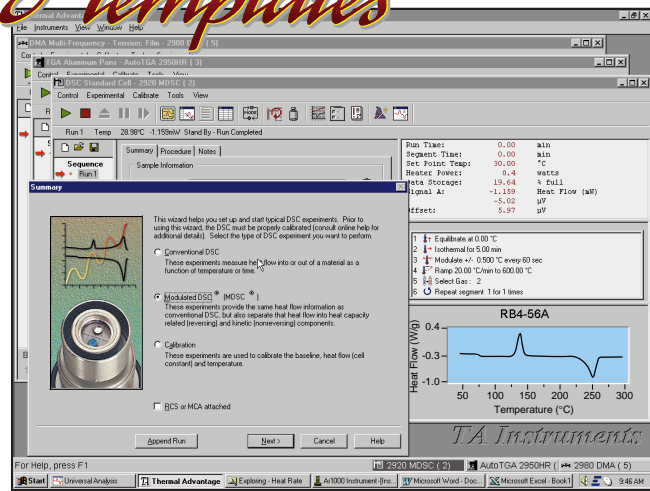 templates
Thermal Advanta
File Instruments View Window Help
DMA Multi-Frequency - Tension: Film - 2980 D ( 5)
TGA Aluminum Pans - AutoTGA 2950HR ( 3)
Control Experimental Calibrate Tools View
DSC Standard Cell - 2920 MDSC ( 2)
Control Experimental Calibrate Tools View
Run 1 Temp 28.98°C -1.159mW Stand By - Run Completed
Sequence
Run 1
Summary Procedure Notes
Sample Information
Run Time: 0.00 min
Segment Time: 0.00 min
Set Point Temp: 30.00 °C
Heater Power: 0.4 watts
Data Storage: 19.64 % full
Signal A: -1.159 Heat Flow (mW)
-5.02 µV
Offset: 5.97 µV
Summary
This wizard helps you set up and start typical DSC experiments. Prior to
using this wizard, the DSC must be properly calibrated (consult online help for
additional details). Select the type of DSC experiment you want to perform.
Conventional DSC
These experiments measure heat flow into or out of a material as a
function of temperature or time.
Modulated DSC ® (MDSC ® )
These experiments provide the same heat flow information as
conventional DSC, but also separate that heat flow into heat capacity
related (reversing) and kinetic (nonreversing) components.
Calibration
These experiments are used to calibrate the baseline, heat flow (cell
constant) and temperature.
RCS or MCA attached
Append Run Next > Cancel Help
1 Equilibrate at 0.00 °C
2 Isothermal for 5.00 min
3 Modulate +/- 0.500 °C every 60 sec
4 Ramp 20.00 °C/min to 600.00 °C
5 Select Gas: 2
6 Repeat segment 1 for 1 times
RB4-56A
Heat Flow (W/g)
0.4
-0.3
-1.0
50 100 150 200 250 300
Temperature (°C)
TA Instruments
For Help, press F1
2920 MDSC ( 2) AutoTGA 2950HR ( 2980 DMA ( 5)
Start Universal Analysis Thermal Advantage Exploring - Heat Rate Ar1000 Instrument-[Ins... Microsoft Word - Doc... Microsoft Excel - Book1 9:46 AM